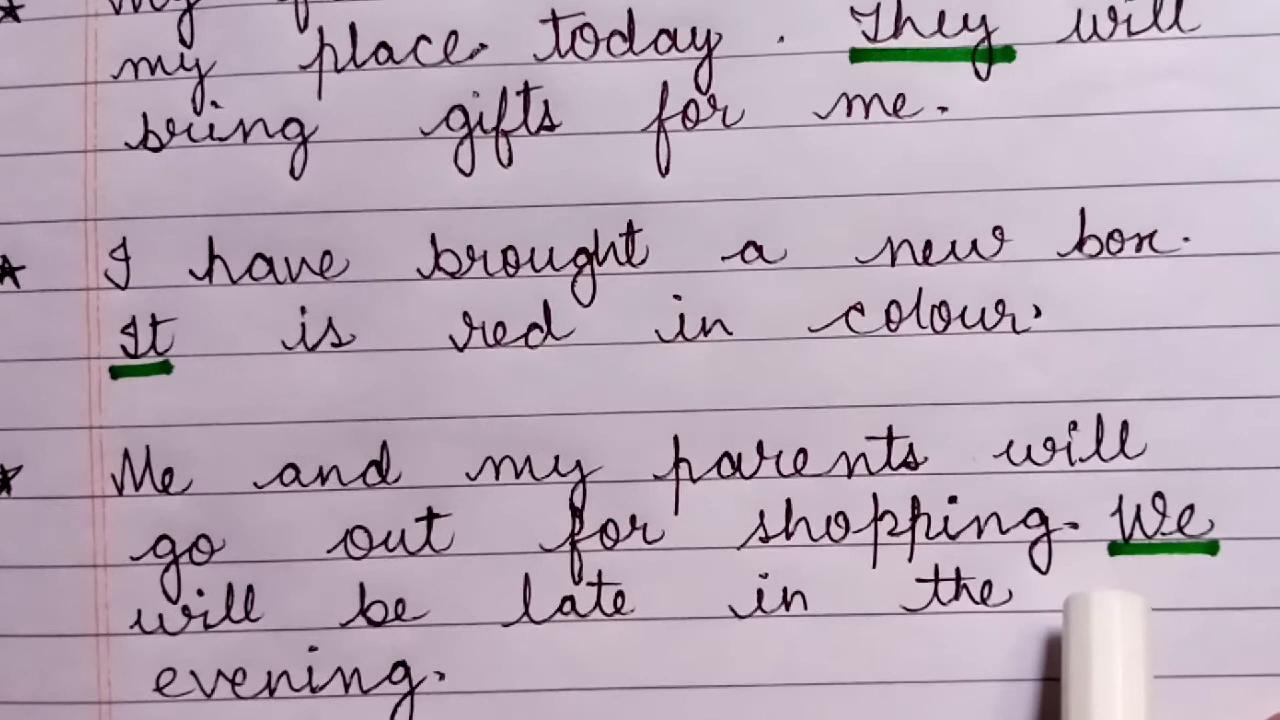 my place today. They will
bring gifts for me.
I have brought a new box.
It is red in colour.
Me and my parents will
go out for shopping. We
will be late in the
evening.